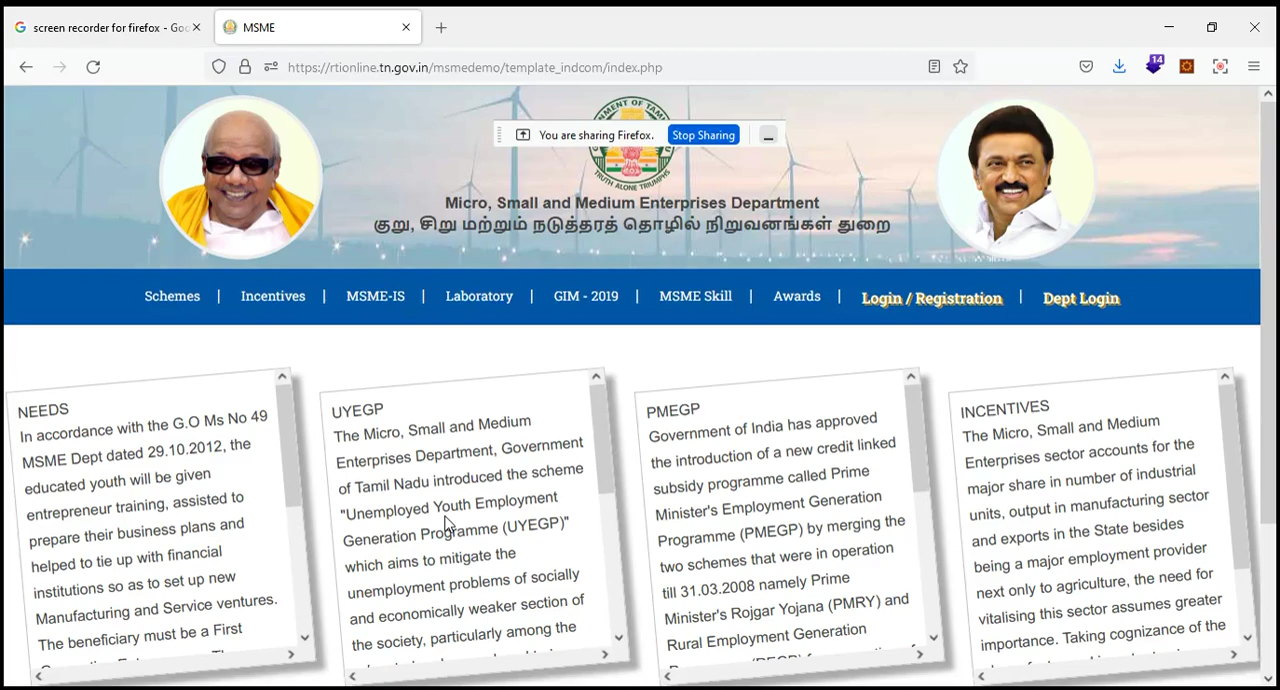 screen recorder for firefox - Goo
MSME
https://rtionline.tn.gov.in/msmedemo/template_indcom/index.php
14
NMENT OF TAM
You are sharing Firefox.
Stop Sharing
TRUTH ALONE TRIUMPHS
Micro, Small and Medium Enterprises Department
குறு, சிறு மற்றும் நடுத்தரத் தொழில் நிறுவனங்கள் துறை
Schemes | Incentives | MSME-IS | Laboratory | GIM - 2019 | MSME Skill | Awards | Login / Registration | Dept Login
NEEDS
In accordance with the G.O Ms No 49
MSME Dept dated 29.10.2012, the
educated youth will be given
entrepreneur training, assisted to
prepare their business plans and
helped to tie up with financial
institutions so as to set up new
Manufacturing and Service ventures.
The beneficiary must be a First
UYEGP
The Micro, Small and Medium
Enterprises Department, Government
of Tamil Nadu introduced the scheme
"Unemployed Youth Employment
Generation Programme (UYEGP)"
which aims to mitigate the
unemployment problems of socially
and economically weaker section of
the society, particularly among the
PMEGP
Government of India has approved
the introduction of a new credit linked
subsidy programme called Prime
Minister's Employment Generation
Programme (PMEGP) by merging the
two schemes that were in operation
till 31.03.2008 namely Prime
Minister's Rojgar Yojana (PMRY) and
Rural Employment Generation
INCENTIVES
The Micro, Small and Medium
Enterprises sector accounts for the
major share in number of industrial
units, output in manufacturing sector
and exports in the State besides
being a major employment provider
next only to agriculture, the need for
vitalising this sector assumes greater
importance. Taking cognizance of the